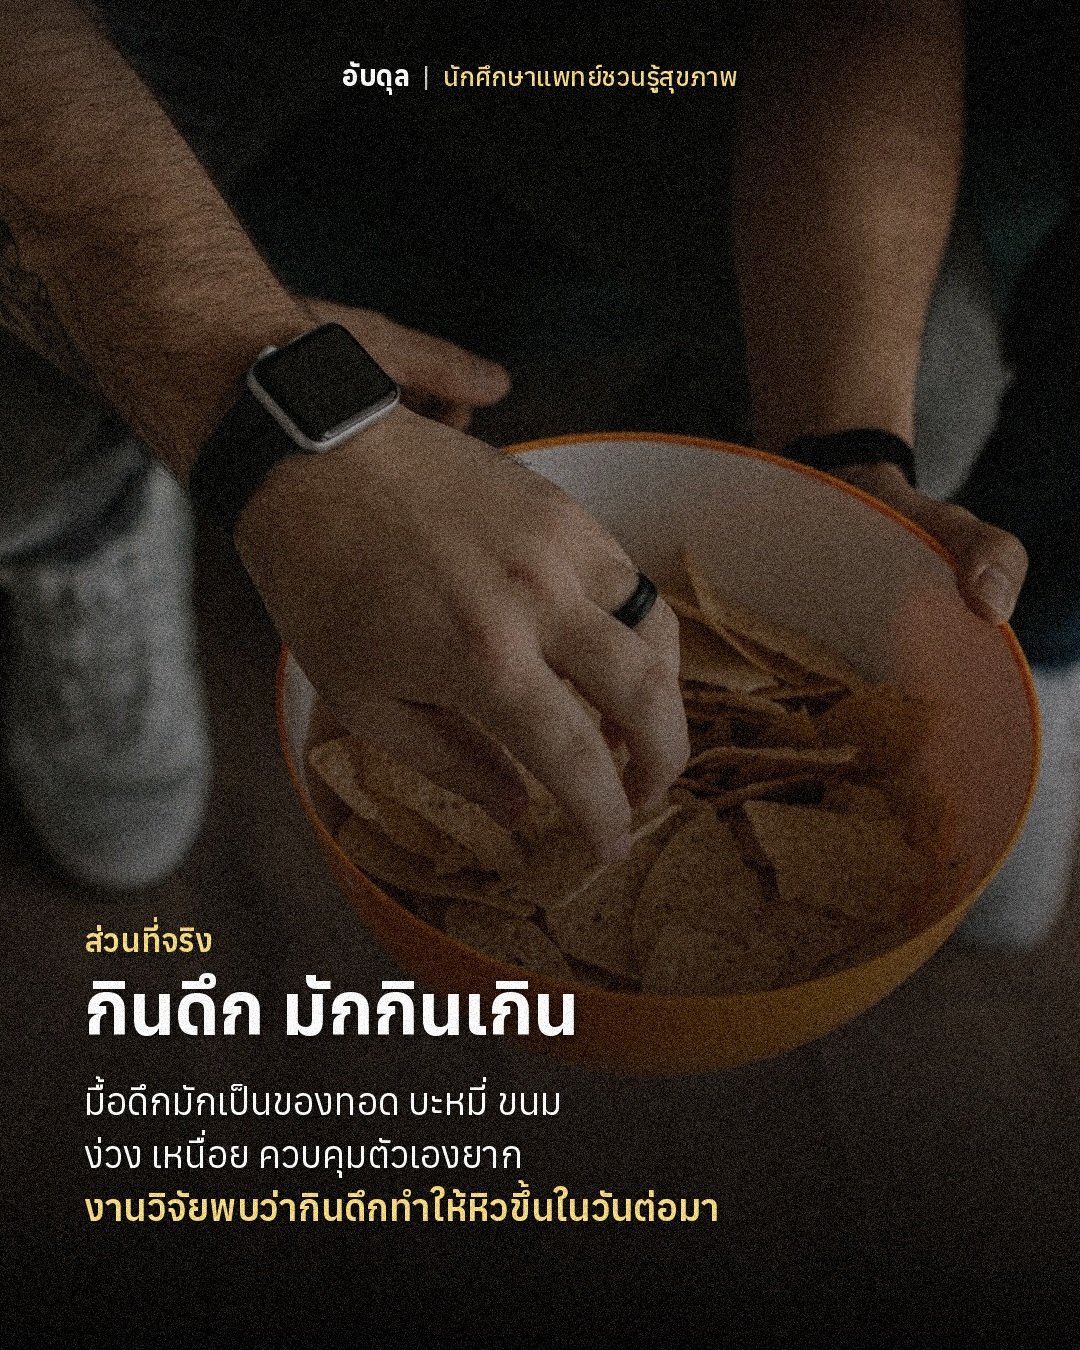 อับดุล | นักศึกษาแพทย์ชวนรู้สุขภาพ
ส่วนที่จริง
กินดึก มักกินเกิน
มื้อดึกมักเป็นของทอด บะหมี่ ขนม
ง่วง เหนื่อย ควบคุมตัวเองยาก
งานวิจัยพบว่ากินดึกทำให้หิวขึ้นในวันต่อมา